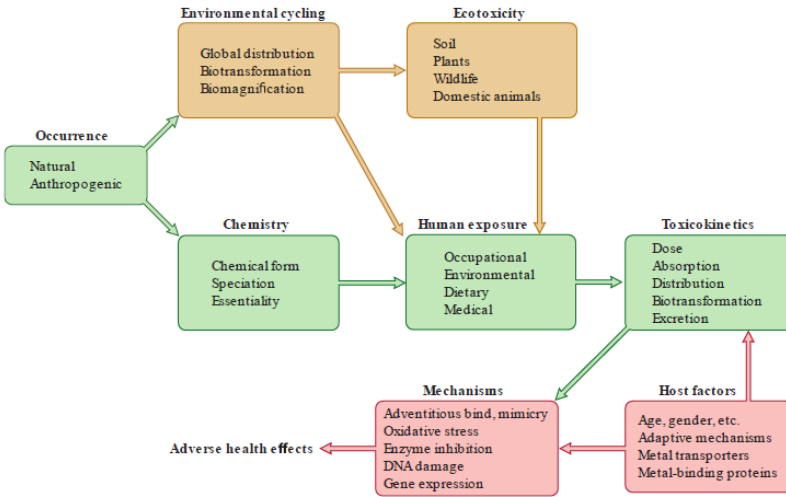 Environmental cycling
Global distribution
Biotransformation
Biomagnification
Ecotoxicity
Soil
Plants
Wildlife
Domestic animals
Occurrence
Natural
Anthropogenic
Chemistry
Chemical form
Speciation
Essentiality
Human exposure
Occupational
Environmental
Dietary
Medical
Toxicokinetics
Dose
Absorption
Distribution
Biotransformation
Excretion
Mechanisms
Adventitious bind, mimicry
Oxidative stress
Enzyme inhibition
DNA damage
Gene expression
Host factors
Age, gender, etc.
Adaptive mechanisms
Metal transporters
Metal-binding proteins
Adverse health effects